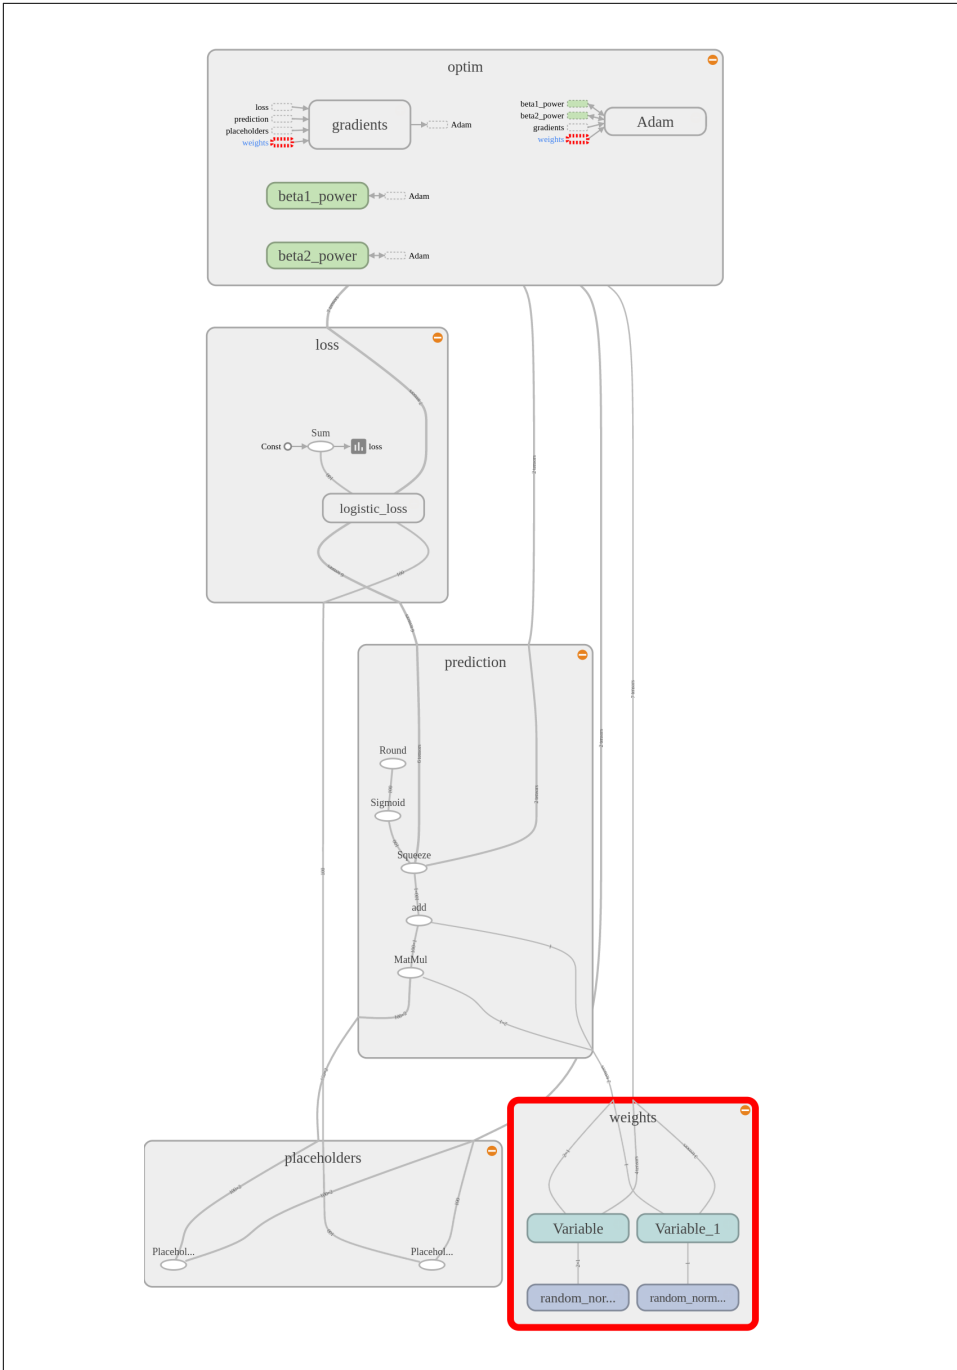 optim
loss
prediction
placeholders
weights
gradients
Adam
beta1_power
beta2_power
gradients
weights
Adam
beta1_power
Adam
beta2_power
Adam
loss
Sum
Const
loss
logistic_loss
prediction
Round
Sigmoid
Squeeze
add
MatMul
weights
placeholders
Variable
Variable_1
Placehol...
Placehol...
random_nor...
random_norm...